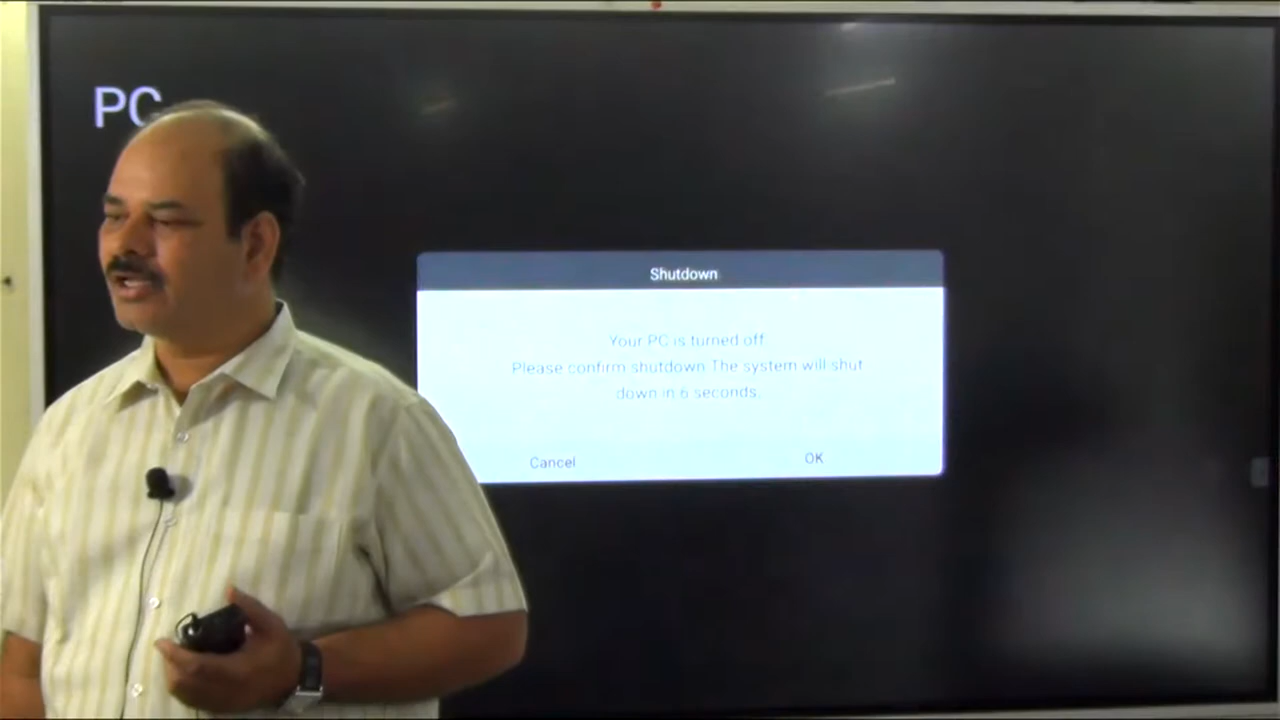 PC
Shutdown
Your PC is turned off
Please confirm shutdown.The system will shut
down in 6 seconds.
Cancel
OK